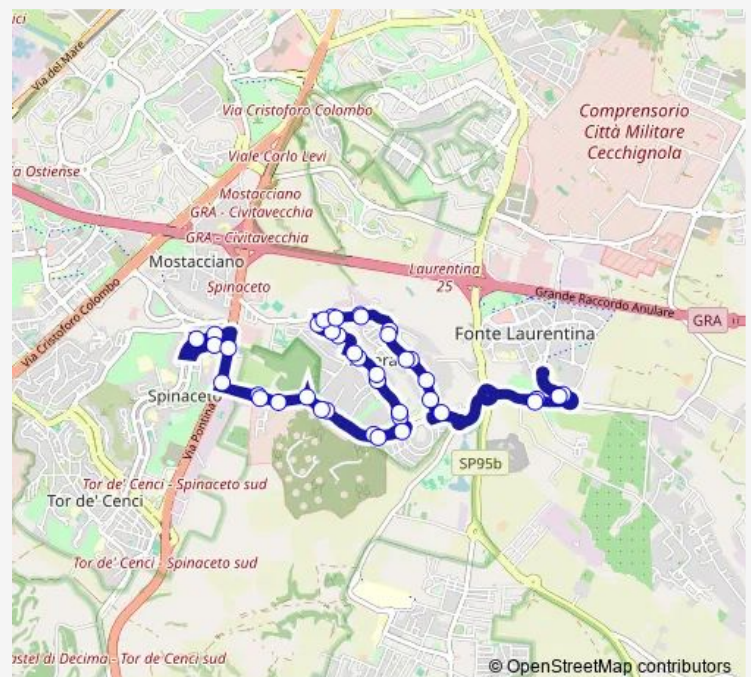 ici
Via del Mare
Via Cristoforo Colombo
Comprensorio
Città Militare
Cecchignola
Viale Carlo Levi
a Ostiense
Mostacciano
GRA - Civitavecchia
GRA - Civitavecchia
Mostacciano
Laurentina
25
Spinaceto
Grande Raccordo Anulare
GRA
Via Cristoforo Colombo
Fonte Laurentina
era
Spinaceto
Via Pontina
SP95b
Tor de' Cenci - Spinaceto sud
Tor de' Cenci
Tor de' Cenci - Spinaceto sud
astel di Decima - Tor de' Cenci sud
© OpenStreetMap contributors